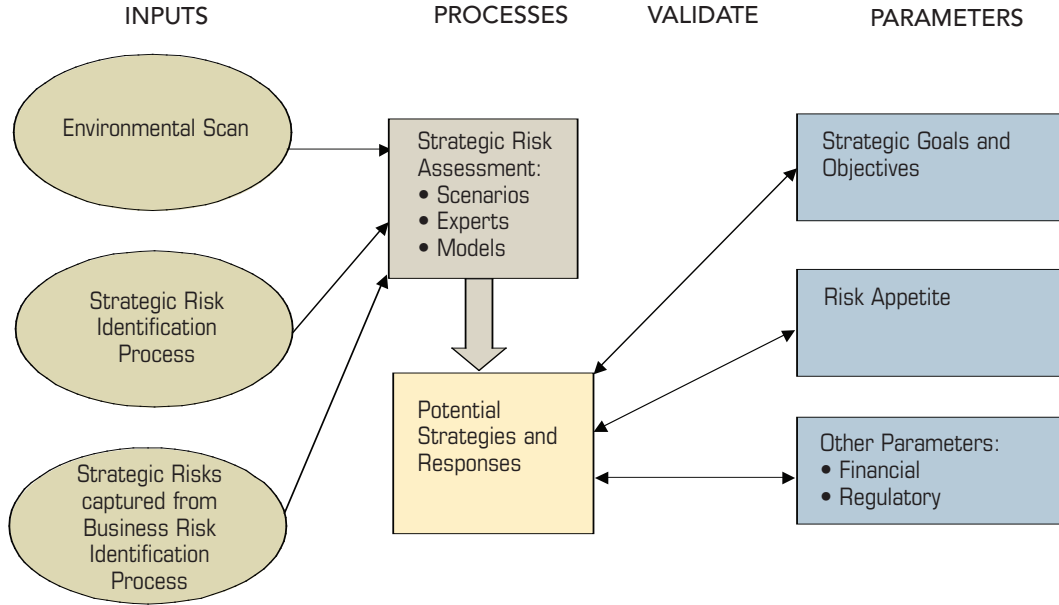 INPUTS
PROCESSES
VALIDATE
PARAMETERS
Environmental Scan
Strategic Risk
Identification
Process
Strategic Risks
captured from
Business Risk
Identification
Process
Strategic Risk
Assessment:
• Scenarios
• Experts
• Models
Potential
Strategies and
Responses
Strategic Goals and
Objectives
Risk Appetite
Other Parameters:
• Financial
• Regulatory